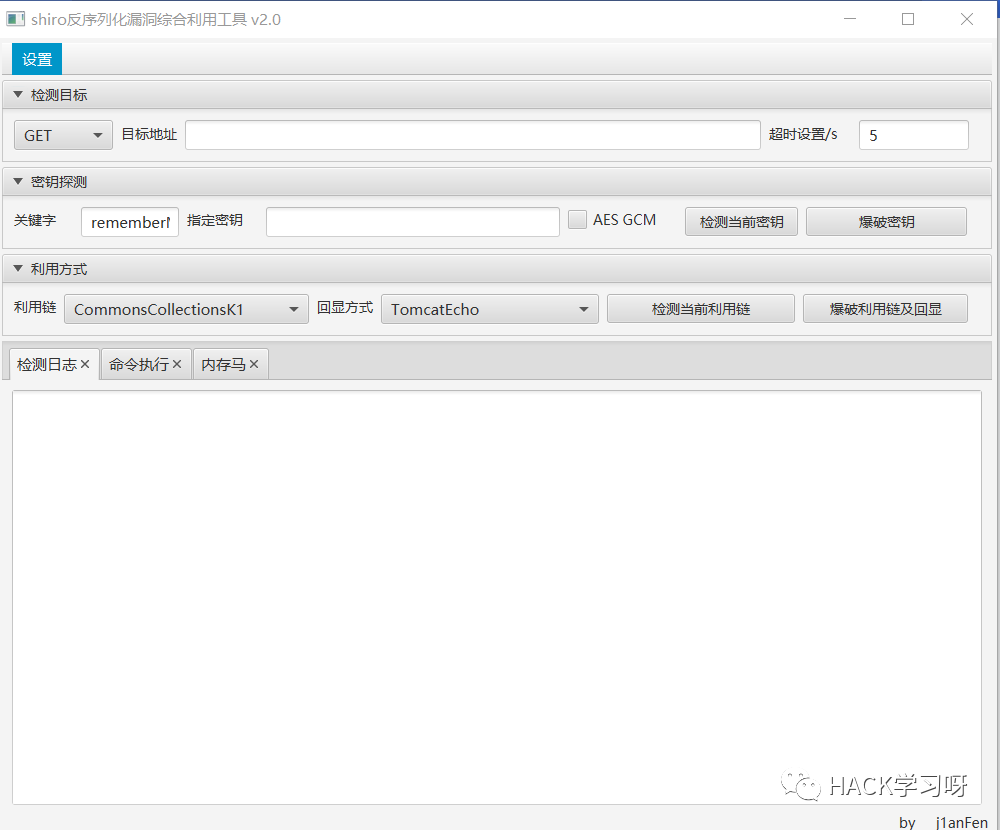 shiro反序列化漏洞综合利用工具 v2.0
设置
检测目标
GET 目标地址 超时设置/s 5
密钥探测
关键字 rememberM 指定密钥 AES GCM 检测当前密钥 爆破密钥
利用方式
利用链 CommonsCollectionsK1 回显方式 TomcatEcho 检测当前利用链 爆破利用链及回显
检测日志 命令执行 内存马
HACK学习呀
by j1anFen